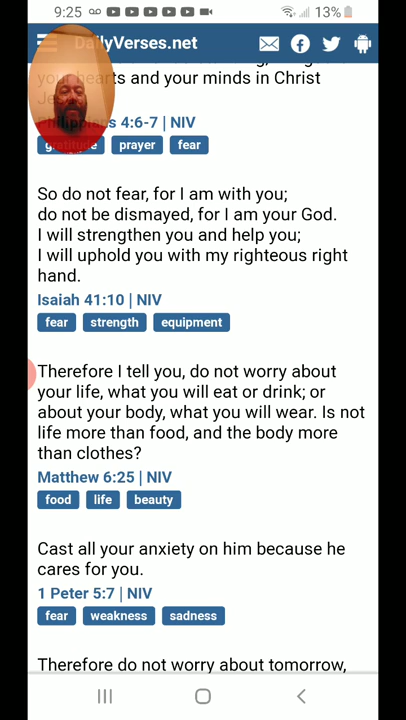 9:25
13%
DailyVerses.net
your hearts and your minds in Christ
Philippians 4:6-7 | NIV
gratitude prayer fear
So do not fear, for I am with you;
do not be dismayed, for I am your God.
I will strengthen you and help you;
I will uphold you with my righteous right
hand.
Isaiah 41:10 | NIV
fear strength equipment
Therefore I tell you, do not worry about
your life, what you will eat or drink; or
about your body, what you will wear. Is not
life more than food, and the body more
than clothes?
Matthew 6:25 | NIV
food life beauty
Cast all your anxiety on him because he
cares for you.
1 Peter 5:7 | NIV
fear weakness sadness
Therefore do not worry about tomorrow,